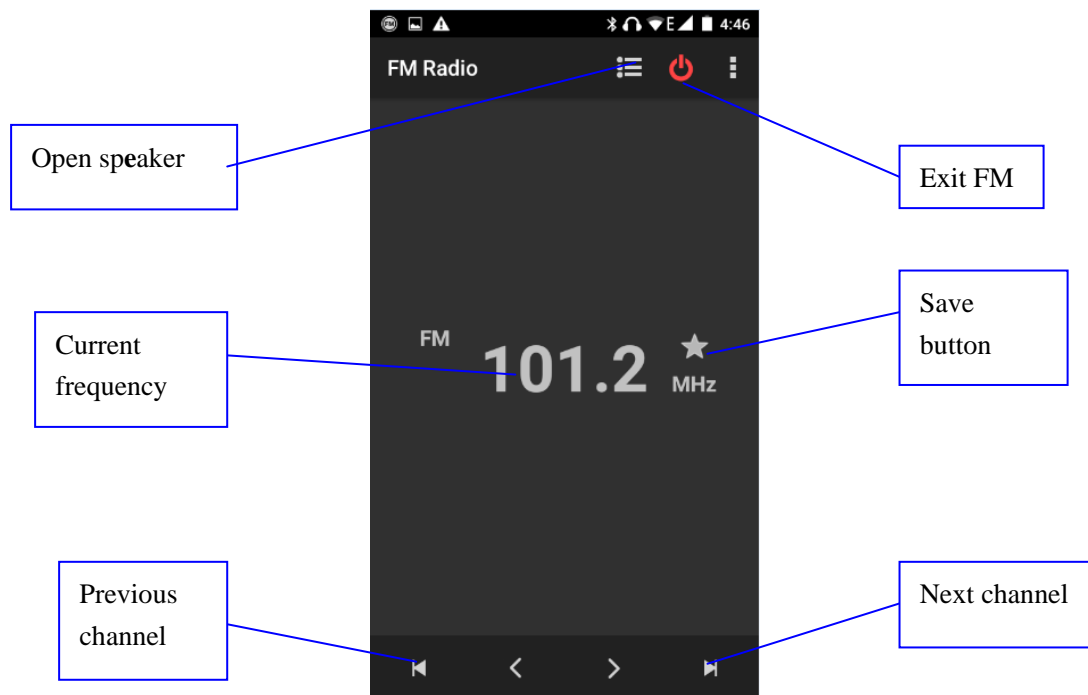 FM E 4:46
FM Radio
Open speaker
Exit FM
Save
button
Current
frequency
FM
101.2
MHz
Previous
channel
Next channel